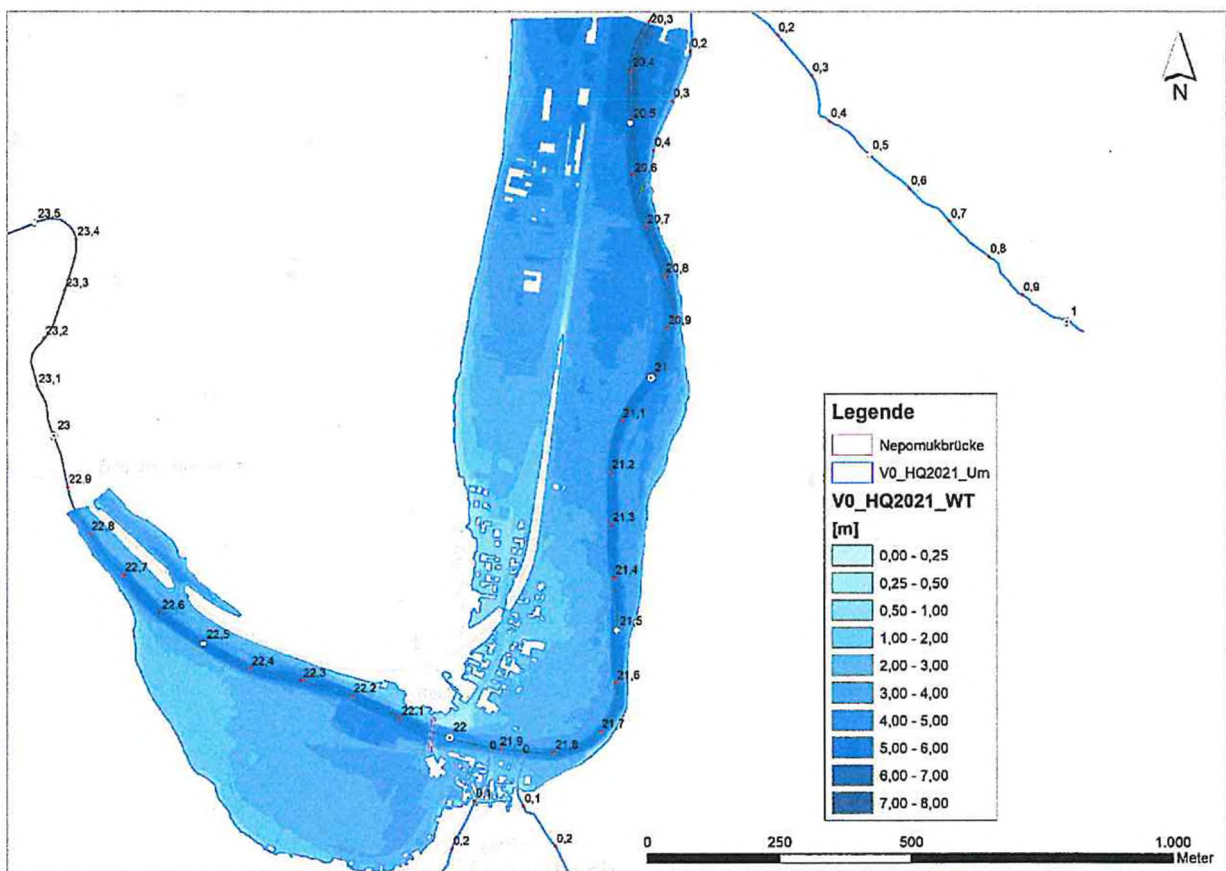 20,3
0,2
0,2
20,4
0,3
0,3
20,5
0,4
0,4
0,5
20,6
0,6
20,7
0,7
23,5
23,4
20,8
0,8
23,3
0,9
20,9
1
23,2
21
23,1
21,1
23
21,2
22,9
21,3
22,8
21,4
22,7
22,6
21,5
22,5
22,4
21,6
22,3
22,2
22,1
21,7
22
0
21,9
0
21,8
0,1
0,1
0,2
0,2
N
Legende
Nepomukbrücke
V0_HQ2021_Um
V0_HQ2021_WT
[m]
0,00 - 0,25
0,25 - 0,50
0,50 - 1,00
1,00 - 2,00
2,00 - 3,00
3,00 - 4,00
4,00 - 5,00
5,00 - 6,00
6,00 - 7,00
7,00 - 8,00
0 250 500 1.000
Meter